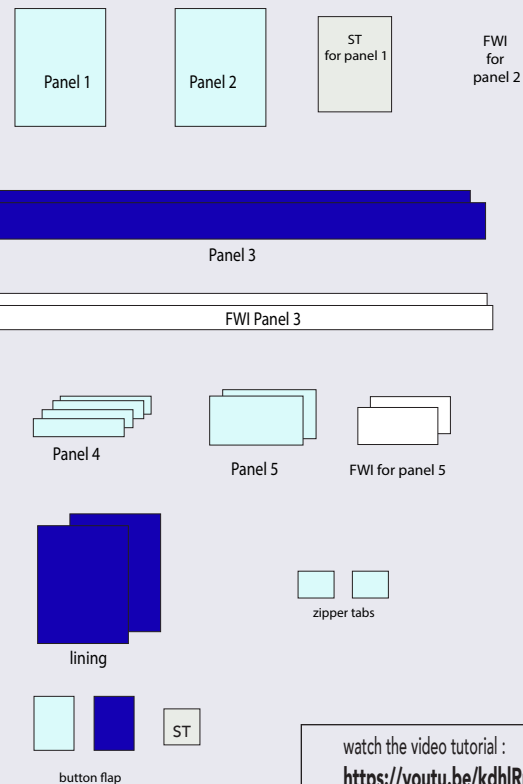 Panel 1
Panel 2
ST
for panel 1
FWI
for
panel 2
Panel 3
FWI Panel 3
Panel 4
Panel 5
FWI for panel 5
lining
zipper tabs
ST
button flap
watch the video tutorial :